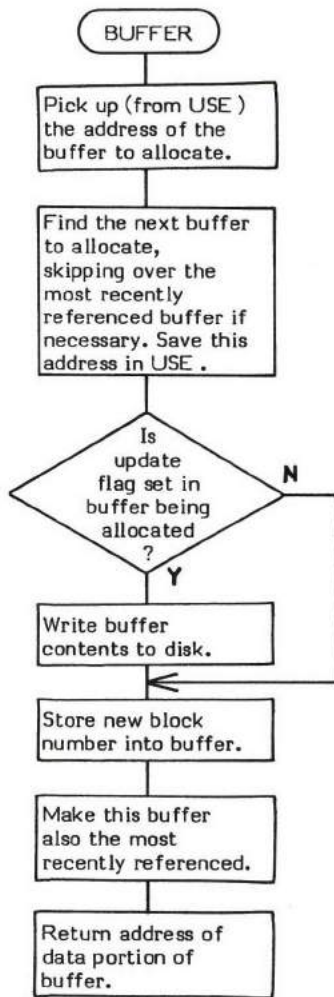 BUFFER
Pick up (from USE )
the address of the
buffer to allocate.
Find the next buffer
to allocate,
skipping over the
most recently
referenced buffer if
necessary. Save this
address in USE .
Is
update
flag set in
buffer being
allocated
?
N
Y
Write buffer
contents to disk.
Store new block
number into buffer.
Make this buffer
also the most
recently referenced.
Return address of
data portion of
buffer.